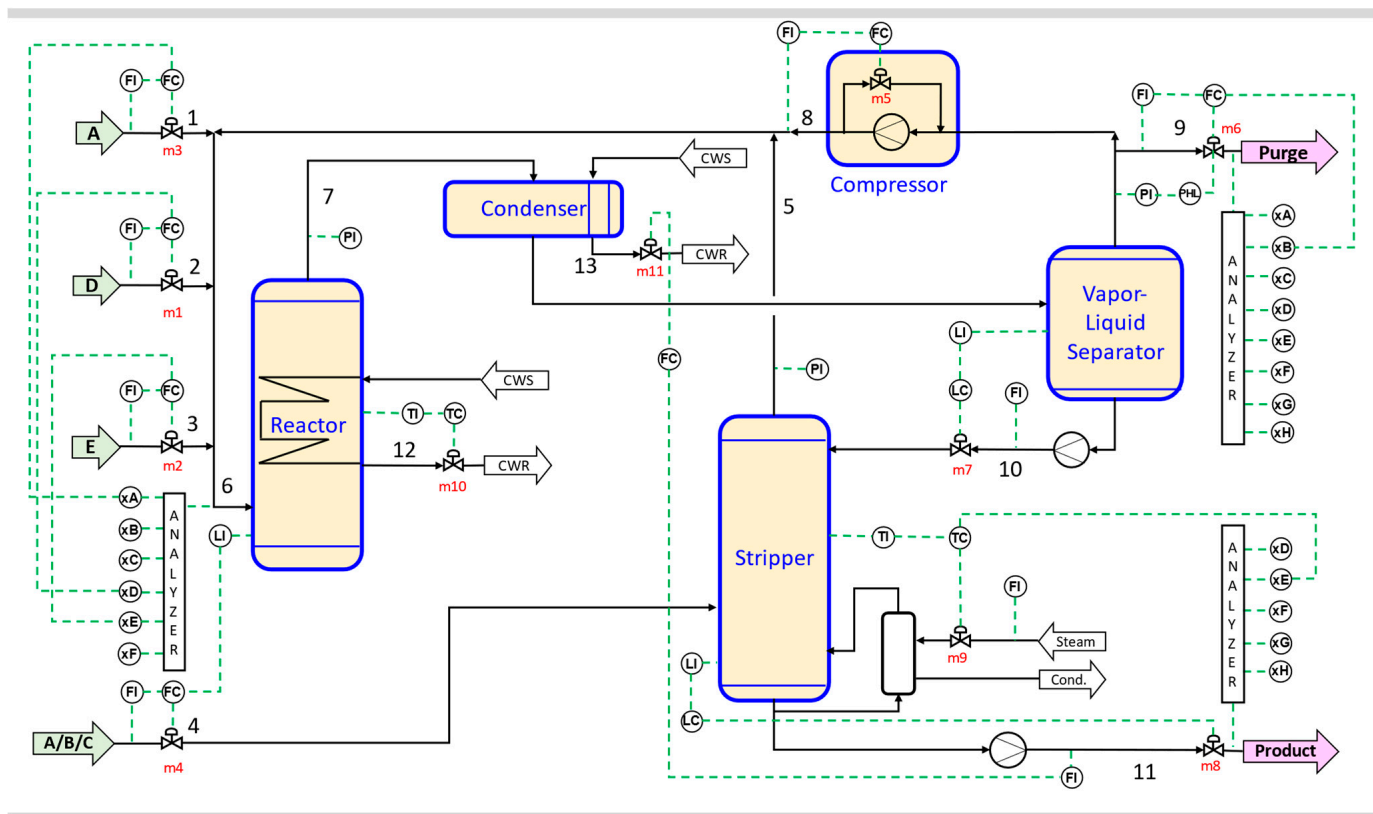 FI
FC
FI
FC
m5
FI
FC
A
1
m3
8
9
m6
Purge
CWS
Compressor
7
Condenser
5
PI
PHL
FI
FC
PI
13
m11
CWR
2
D
m1
xA
xB
xC
xD
xE
xF
xG
xH
ANALYZER
Vapor-
Liquid
Separator
LI
FC
PI
CWS
FI
FC
LC
FI
3
E
m2
Reactor
TI
TC
12
m10
CWR
m7
10
6
xA
xB
xC
xD
xE
xF
ANALYZER
LI
Stripper
TI
TC
FI
m9
Steam
Cond.
xD
xE
xF
xG
xH
ANALYZER
LI
LC
FI
FC
4
A/B/C
m4
FI
11
m8
Product